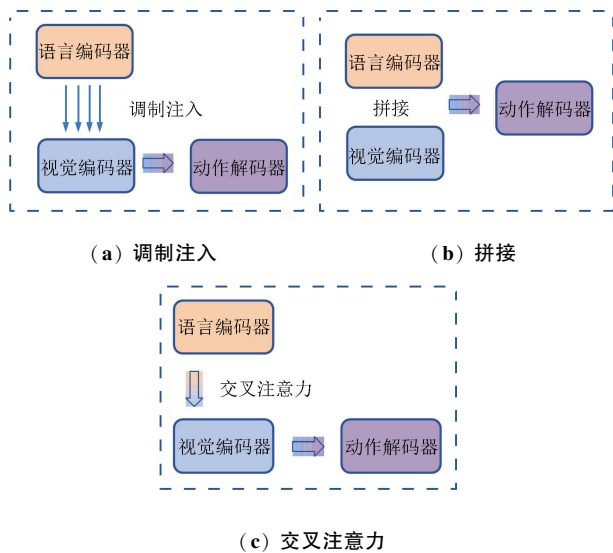 语言编码器
调制注入
视觉编码器
动作解码器
(a) 调制注入
语言编码器
拼接
视觉编码器
动作解码器
(b) 拼接
语言编码器
交叉注意力
视觉编码器
动作解码器
(c) 交叉注意力